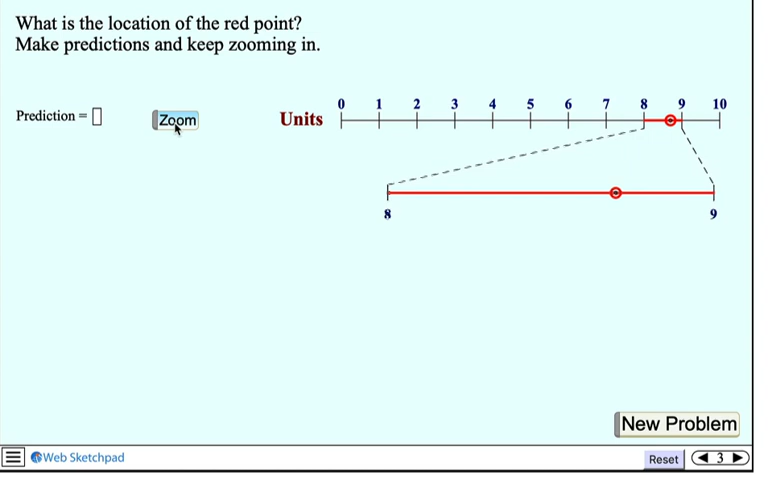 What is the location of the red point?
Make predictions and keep zooming in.
Prediction =
Zoom
Units
0 1 2 3 4 5 6 7 8 9 10
8 9
New Problem
Web Sketchpad
Reset
3